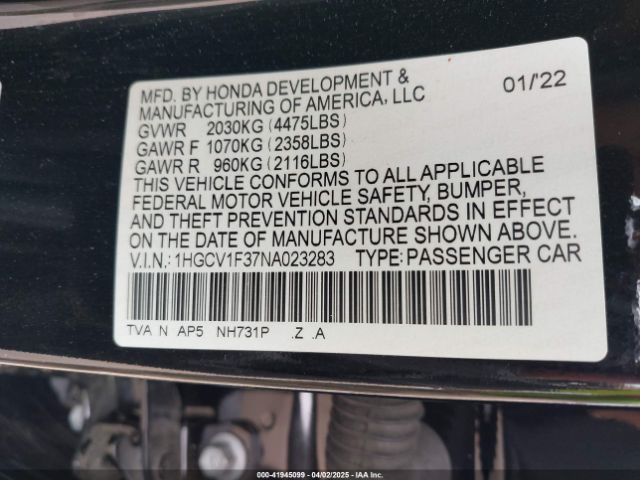 MFD. BY HONDA DEVELOPMENT &
MANUFACTURING OF AMERICA, LLC 01/'22
GVWR 2030KG (4475LBS)
GAWR F 1070KG (2358LBS)
GAWR R 960KG (2116LBS)
THIS VEHICLE CONFORMS TO ALL APPLICABLE
FEDERAL MOTOR VEHICLE SAFETY, BUMPER,
AND THEFT PREVENTION STANDARDS IN EFFECT
ON THE DATE OF MANUFACTURE SHOWN ABOVE.
V.I.N.: 1HGCV1F37NA023283 TYPE: PASSENGER CAR
TVA N AP5 NH731P .Z .A
000-41945099 - 04/02/2025 - IAA Inc.